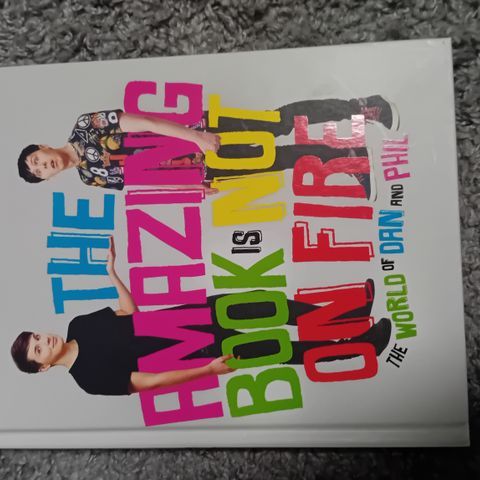 THE
AMAZING
BOOK IS NOT
ON FIRE
THE WORLD OF DAN AND PHIL